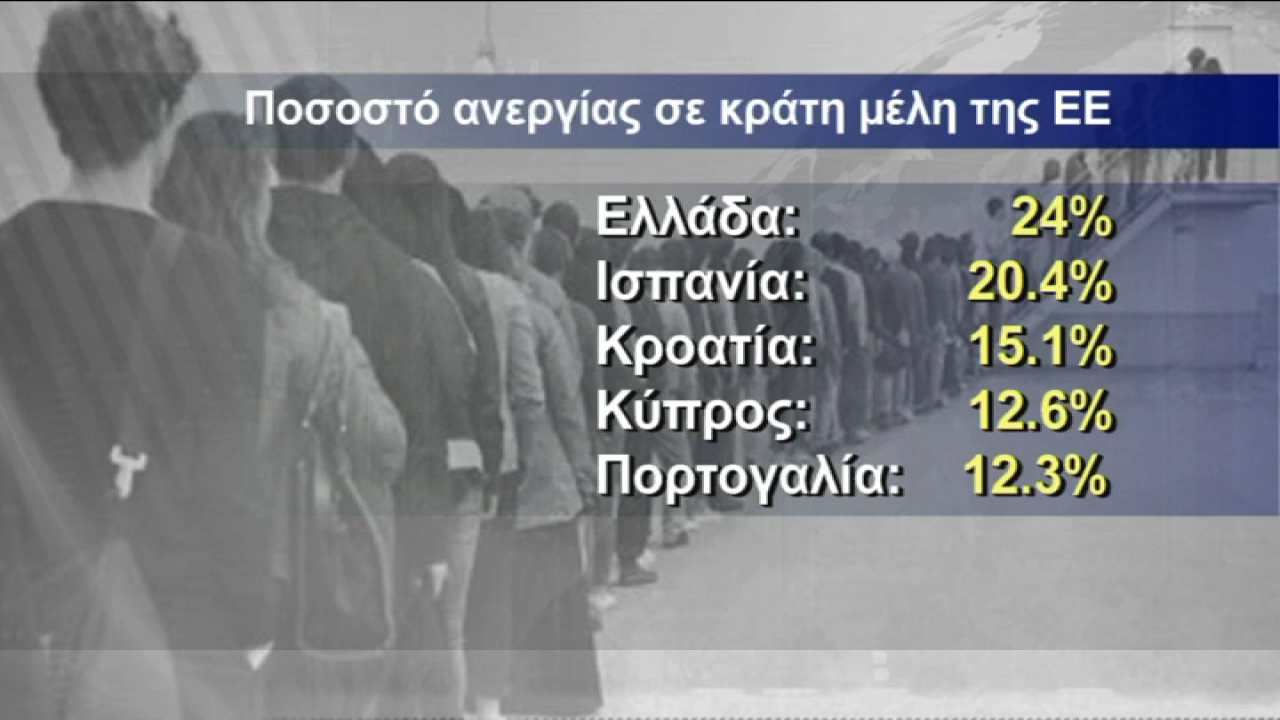 Ποσοστό ανεργίας σε κράτη μέλη της ΕΕ
Ελλάδα: 24%
Ισπανία: 20.4%
Κροατία: 15.1%
Κύπρος: 12.6%
Πορτογαλία: 12.3%